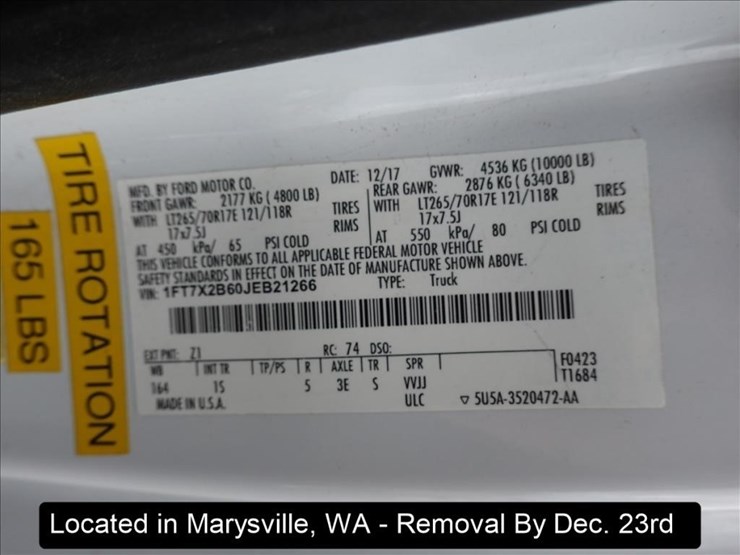 TIRE ROTATION
165 LBS
MFD. BY FORD MOTOR CO. DATE: 12/17 GVWR: 4536 KG (10000 LB)
FRONT GAWR: 2177 KG ( 4800 LB) REAR GAWR: 2876 KG ( 6340 LB)
WITH LT265/70R17E 121/118R TIRES WITH LT265/70R17E 121/118R TIRES
17x7.5J RIMS 17x7.5J RIMS
AT 450 kPa/ 65 PSI COLD AT 550 kPa/ 80 PSI COLD
THIS VEHICLE CONFORMS TO ALL APPLICABLE FEDERAL MOTOR VEHICLE
SAFETY STANDARDS IN EFFECT ON THE DATE OF MANUFACTURE SHOWN ABOVE.
VIN: 1FT7X2B60JEB21266 TYPE: Truck
EXT PNT: Z1 RC: 74 DSO: F0423
WB INT TR TP/PS R AXLE TR SPR T1684
164 1S 5 3E S VVJJ
MADE IN U.S.A. ULC ▽ 5U5A-3520472-AA
Located in Marysville, WA - Removal By Dec. 23rd